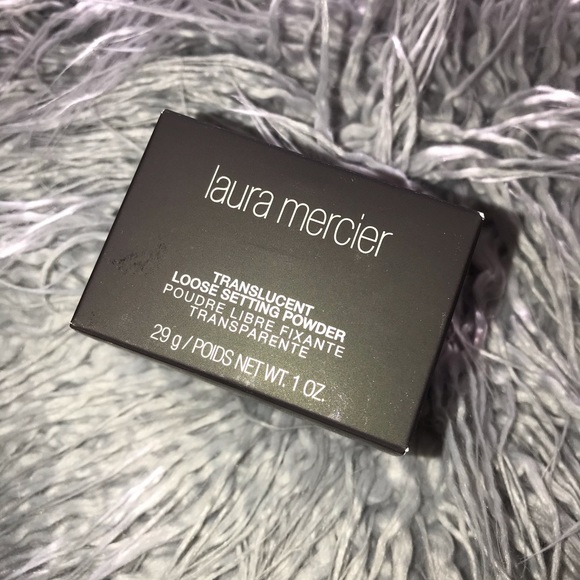 laura mercier
TRANSLUCENT
LOOSE SETTING POWDER
POUDRE LIBRE FIXANTE
TRANSPARENTE
29 g / POIDS NET WT. 1 OZ.